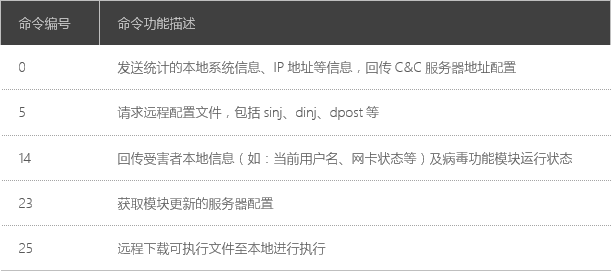 命令编号 命令功能描述
0 发送统计的本地系统信息、IP 地址等信息，回传 C&C 服务器地址配置
5 请求远程配置文件，包括 sinj、dinj、dpost 等
14 回传受害者本地信息（如：当前用户名、网卡状态等）及病毒功能模块运行状态
23 获取模块更新的服务器配置
25 远程下载可执行文件至本地进行执行